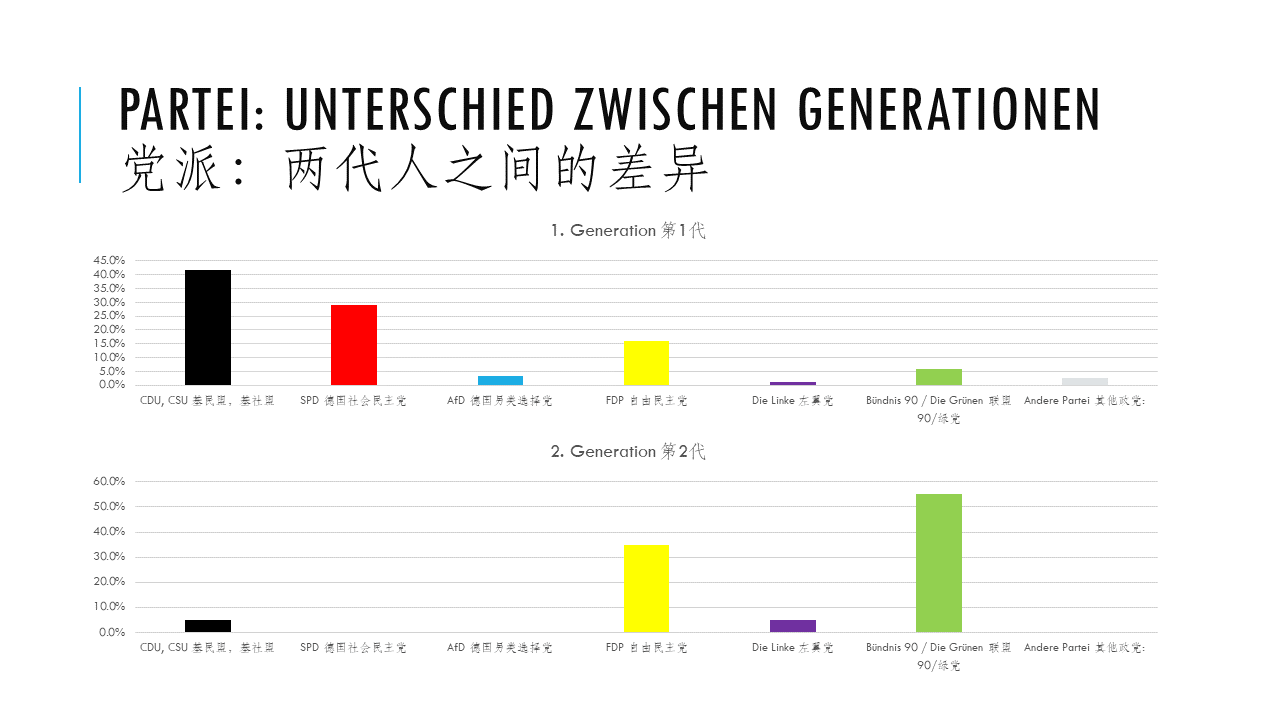 PARTEI: UNTERSCHIED ZWISCHEN GENERATIONEN
党派：两代人之间的差异
1. Generation 第1代
45.0%
40.0%
35.0%
30.0%
25.0%
20.0%
15.0%
10.0%
5.0%
0.0%
CDU, CSU 基民盟，基社盟
SPD 德国社会民主党
AfD 德国另类选择党
FDP 自由民主党
Die Linke 左翼党
Bündnis 90 / Die Grünen 联盟
90/绿党
Andere Partei 其他政党:
2. Generation 第2代
60.0%
50.0%
40.0%
30.0%
20.0%
10.0%
0.0%
CDU, CSU 基民盟，基社盟
SPD 德国社会民主党
AfD 德国另类选择党
FDP 自由民主党
Die Linke 左翼党
Bündnis 90 / Die Grünen 联盟
90/绿党
Andere Partei 其他政党: